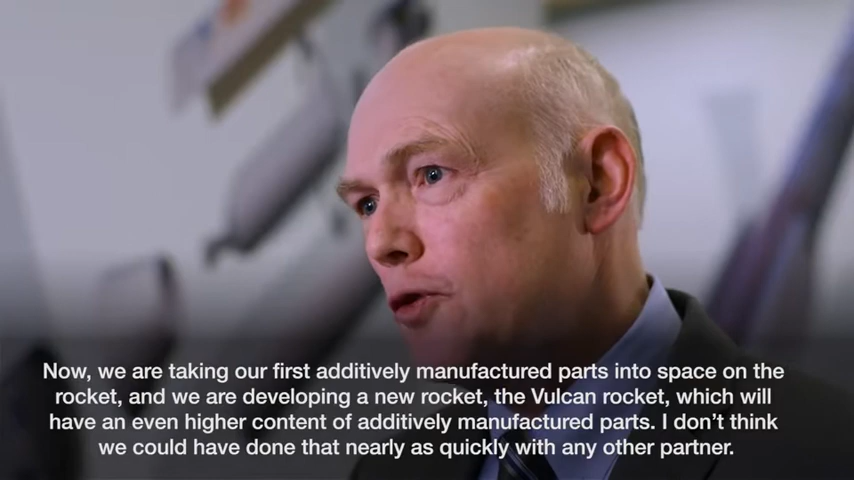 Now, we are taking our first additively manufactured parts into space on the
rocket, and we are developing a new rocket, the Vulcan rocket, which will
have an even higher content of additively manufactured parts. I don’t think
we could have done that nearly as quickly with any other partner.